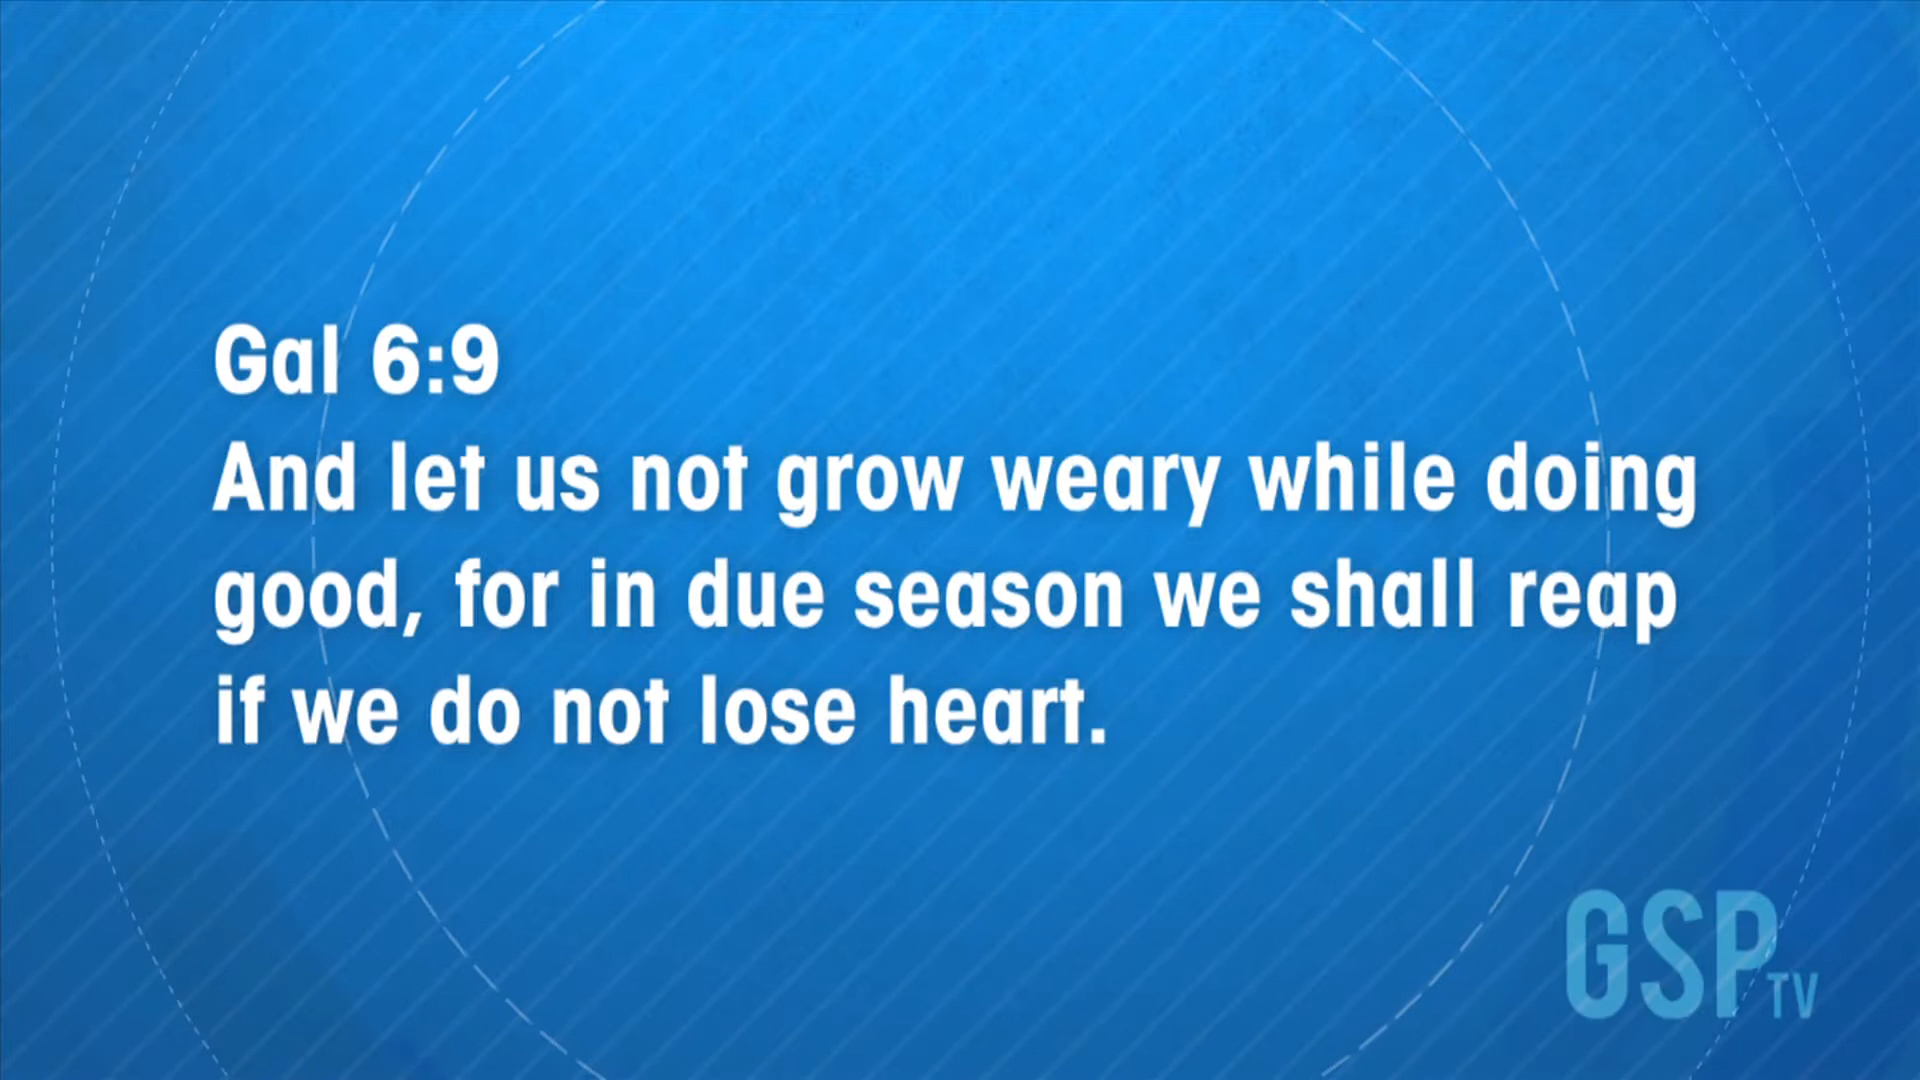 Gal 6:9
And let us not grow weary while doing
good, for in due season we shall reap
if we do not lose heart.
GSP TV